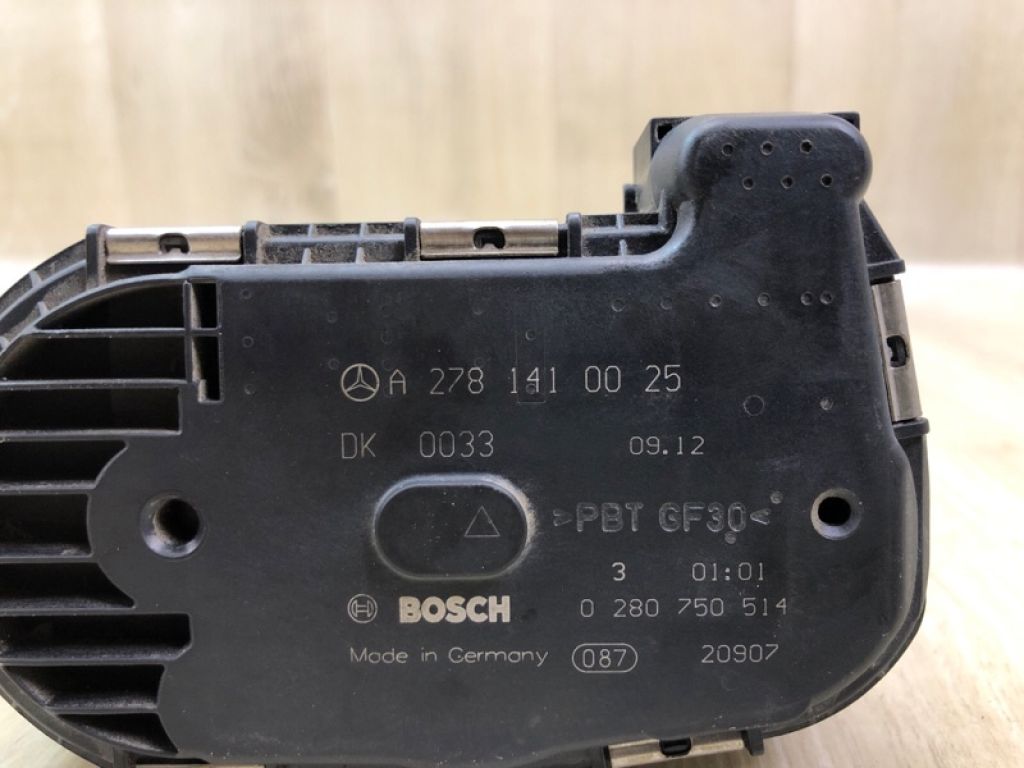 A 278 141 00 25
DK 0033 09.12
>PBT GF30<
3 01:01
BOSCH 0 280 750 514
Made in Germany 087 20907